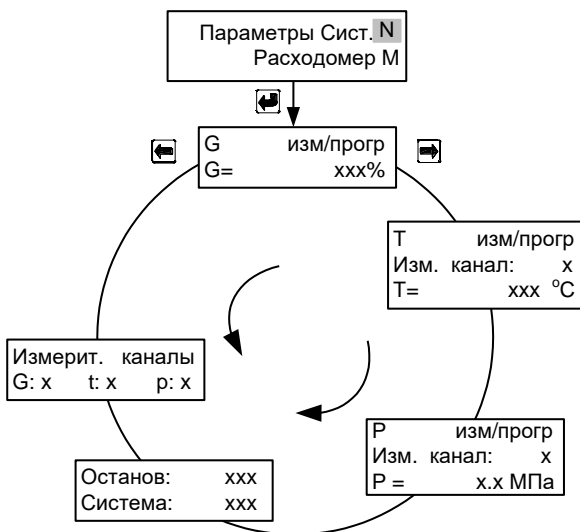 Параметры Сист. N
Расходомер М
G изм/прогр
G= xxx%
T изм/прогр
Изм. канал: x
T= xxx °C
P изм/прогр
Изм. канал: x
P = x.x МПа
Останов: xxx
Система: xxx
Измерит. каналы
G: x t: x p: x